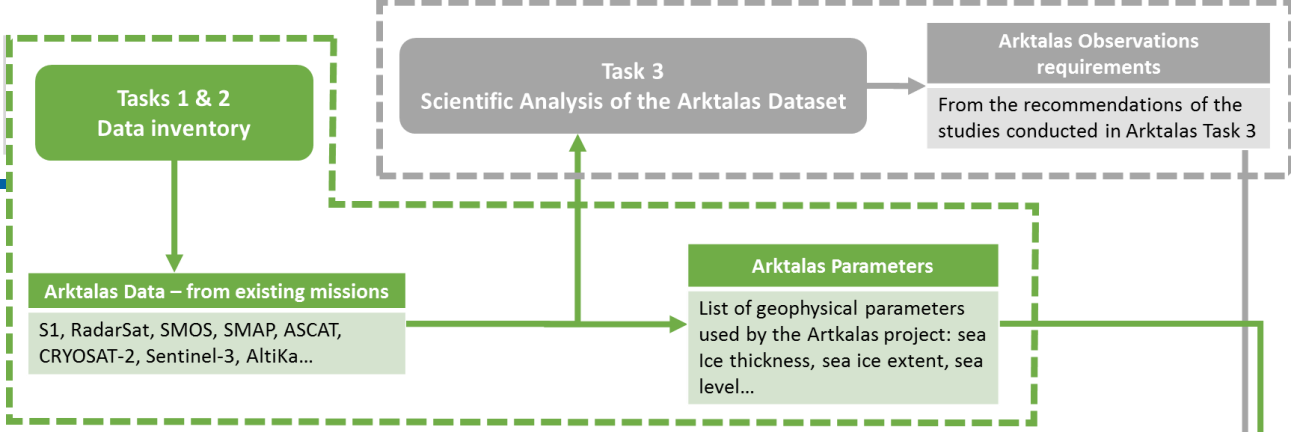 Tasks 1 & 2
Data inventory
Task 3
Scientific Analysis of the Arktalas Dataset
Arktalas Observations
requirements
From the recommendations of the
studies conducted in Arktalas Task 3
Arktalas Data – from existing missions
S1, RadarSat, SMOS, SMAP, ASCAT,
CRYOSAT-2, Sentinel-3, AltiKa...
Arktalas Parameters
List of geophysical parameters
used by the Artkalas project: sea
Ice thickness, sea ice extent, sea
level...